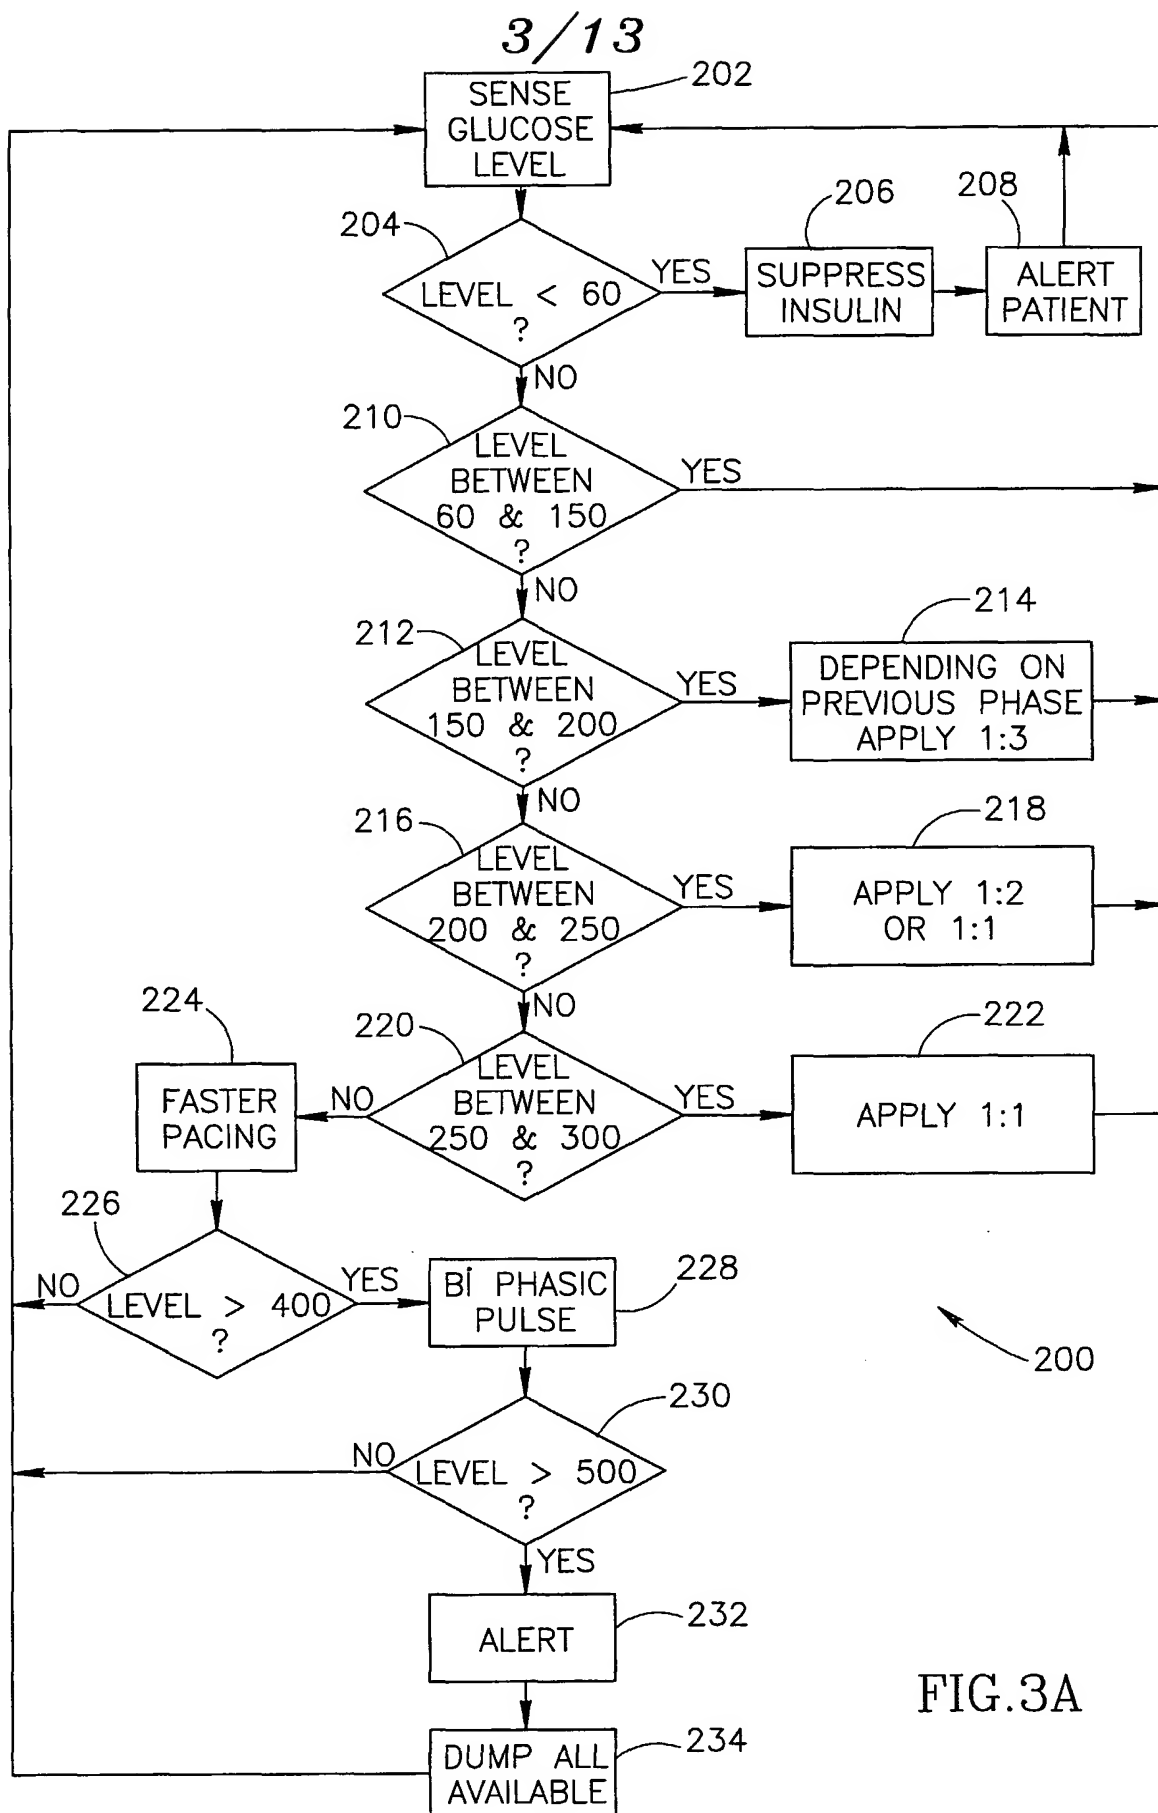 3/13
SENSE
GLUCOSE
LEVEL
202
204
LEVEL < 60
?
YES
NO
206
SUPPRESS
INSULIN
208
ALERT
PATIENT
210
LEVEL
BETWEEN
60 & 150
?
YES
NO
212
LEVEL
BETWEEN
150 & 200
?
YES
NO
214
DEPENDING ON
PREVIOUS PHASE
APPLY 1:3
216
LEVEL
BETWEEN
200 & 250
?
YES
NO
218
APPLY 1:2
OR 1:1
220
LEVEL
BETWEEN
250 & 300
?
YES
NO
222
APPLY 1:1
224
FASTER
PACING
226
LEVEL > 400
?
NO
YES
BI PHASIC
PULSE
228
200
230
LEVEL > 500
?
NO
YES
ALERT
232
DUMP ALL
AVAILABLE
234
FIG.3A